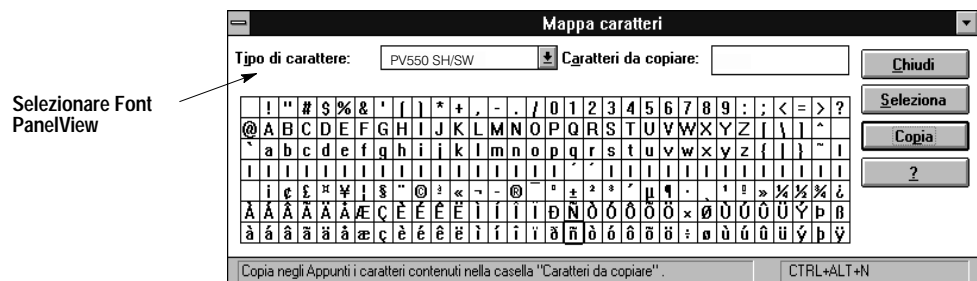 Mappa caratteri
Tipo di carattere: PV550 SH/SW Caratteri da copiare: Chiudi
Selezionare Font
PanelView
Seleziona
Copia
?
! " # $ % & ' ( ) * + , - . / 0 1 2 3 4 5 6 7 8 9 : ; < = > ?
@ A B C D E F G H I J K L M N O P Q R S T U V W X Y Z [ \ ] ^
` a b c d e f g h i j k l m n o p q r s t u v w x y z { | } ~ I
I I I I I I I I I I I I I I I I I ´ ´ I I I I I I I I I I I I
¡ ¢ £ ¤ ¥ ¦ § ¨ © ª « ¬ - ® ¯ ° ± ² ³ ´ µ ¶ · ¸ ¹ º » ¼ ½ ¾ ¿
À Á Â Ã Ä Å Æ Ç È É Ê Ë Ì Í Î Ï Ð Ñ Ò Ó Ô Õ Ö × Ø Ù Ú Û Ü Ý Þ ß
à á â ã ä å æ ç è é ê ë ì í î ï ð ñ ò ó ô õ ö ÷ ø ù ú û ü ý þ ÿ
Copia negli Appunti i caratteri contenuti nella casella "Caratteri da copiare" . CTRL+ALT+N